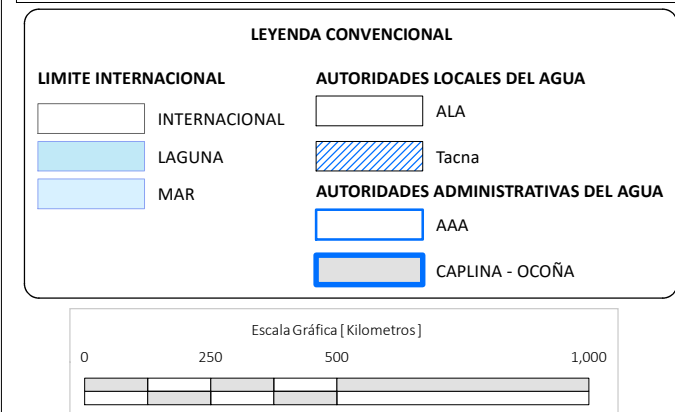 LEYENDA CONVENCIONAL
LIMITE INTERNACIONAL
INTERNACIONAL
LAGUNA
MAR
AUTORIDADES LOCALES DEL AGUA
ALA
Tacna
AUTORIDADES ADMINISTRATIVAS DEL AGUA
AAA
CAPLINA - OCOÑA
Escala Gráfica [ Kilometros ]
0 250 500 1,000